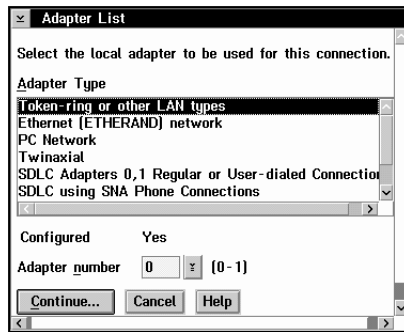 Adapter List
Select the local adapter to be used for this connection.
Adapter Type
Token-ring or other LAN types
Ethernet (ETHERAND) network
PC Network
Twinaxial
SDLC Adapters 0,1 Regular or User-dialed Connection
SDLC using SNA Phone Connections
Configured Yes
Adapter number 0 (0-1)
Continue... Cancel Help